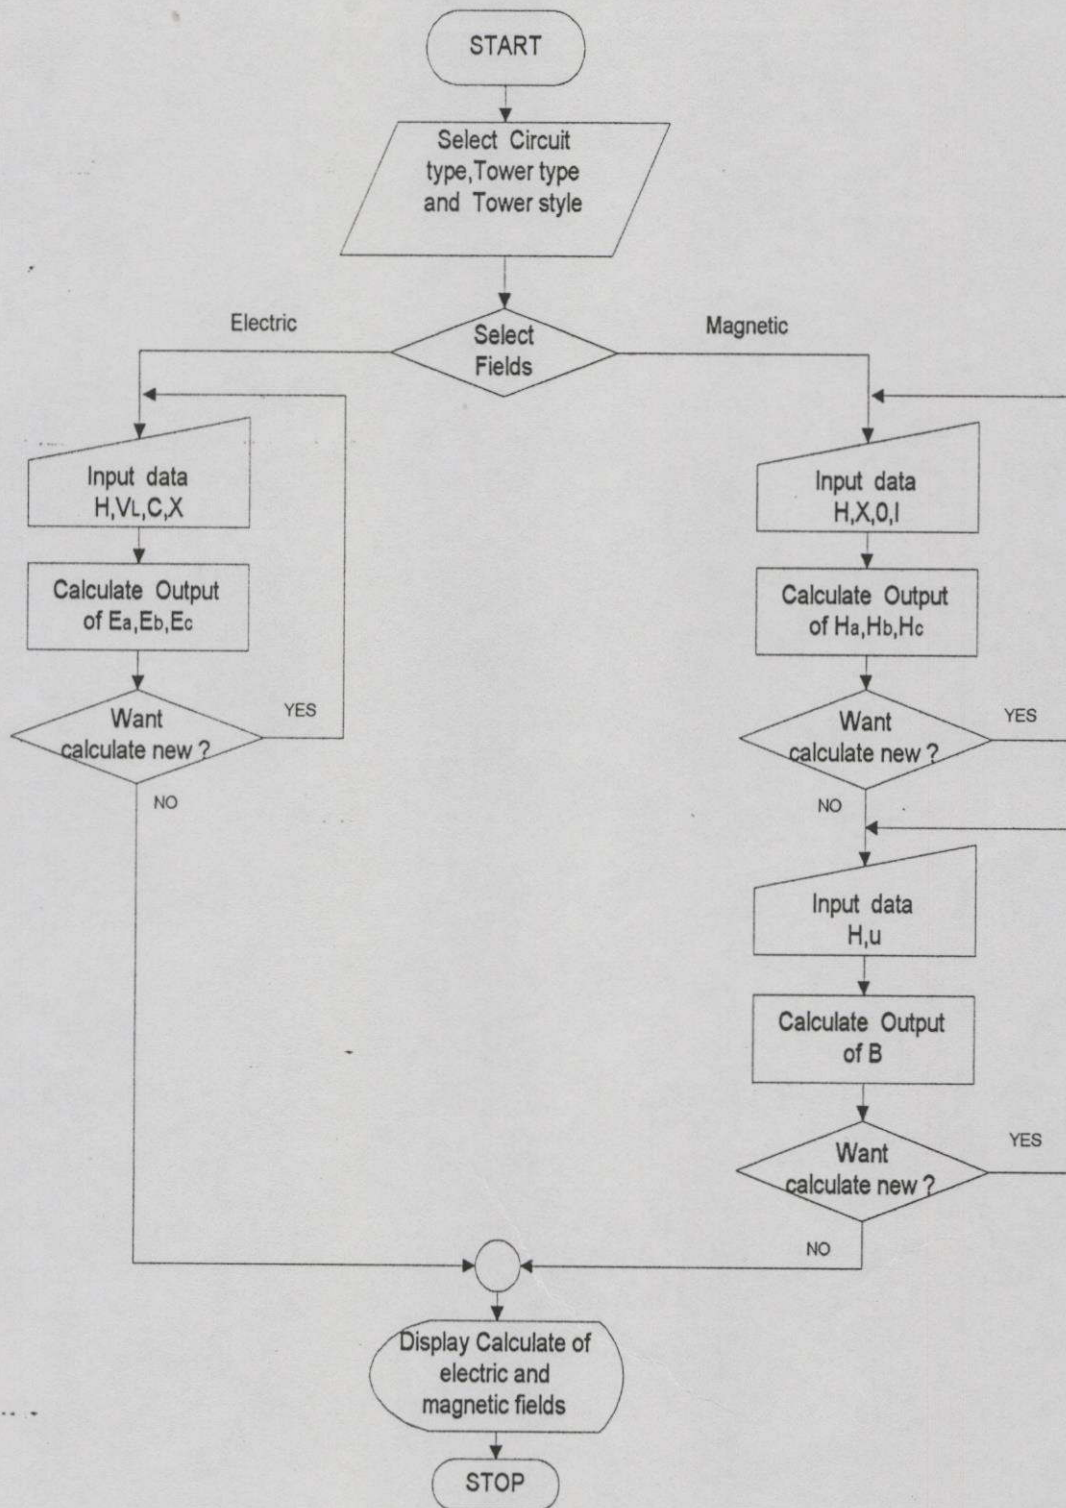 START
Select Circuit
type,Tower type
and Tower style
Select
Fields
Electric
Magnetic
Input data
H,VL,C,X
Calculate Output
of Ea,Eb,Ec
Want
calculate new ?
YES
NO
Input data
H,X,0,I
Calculate Output
of Ha,Hb,Hc
Want
calculate new ?
YES
NO
Input data
H,u
Calculate Output
of B
Want
calculate new ?
YES
NO
Display Calculate of
electric and
magnetic fields
STOP